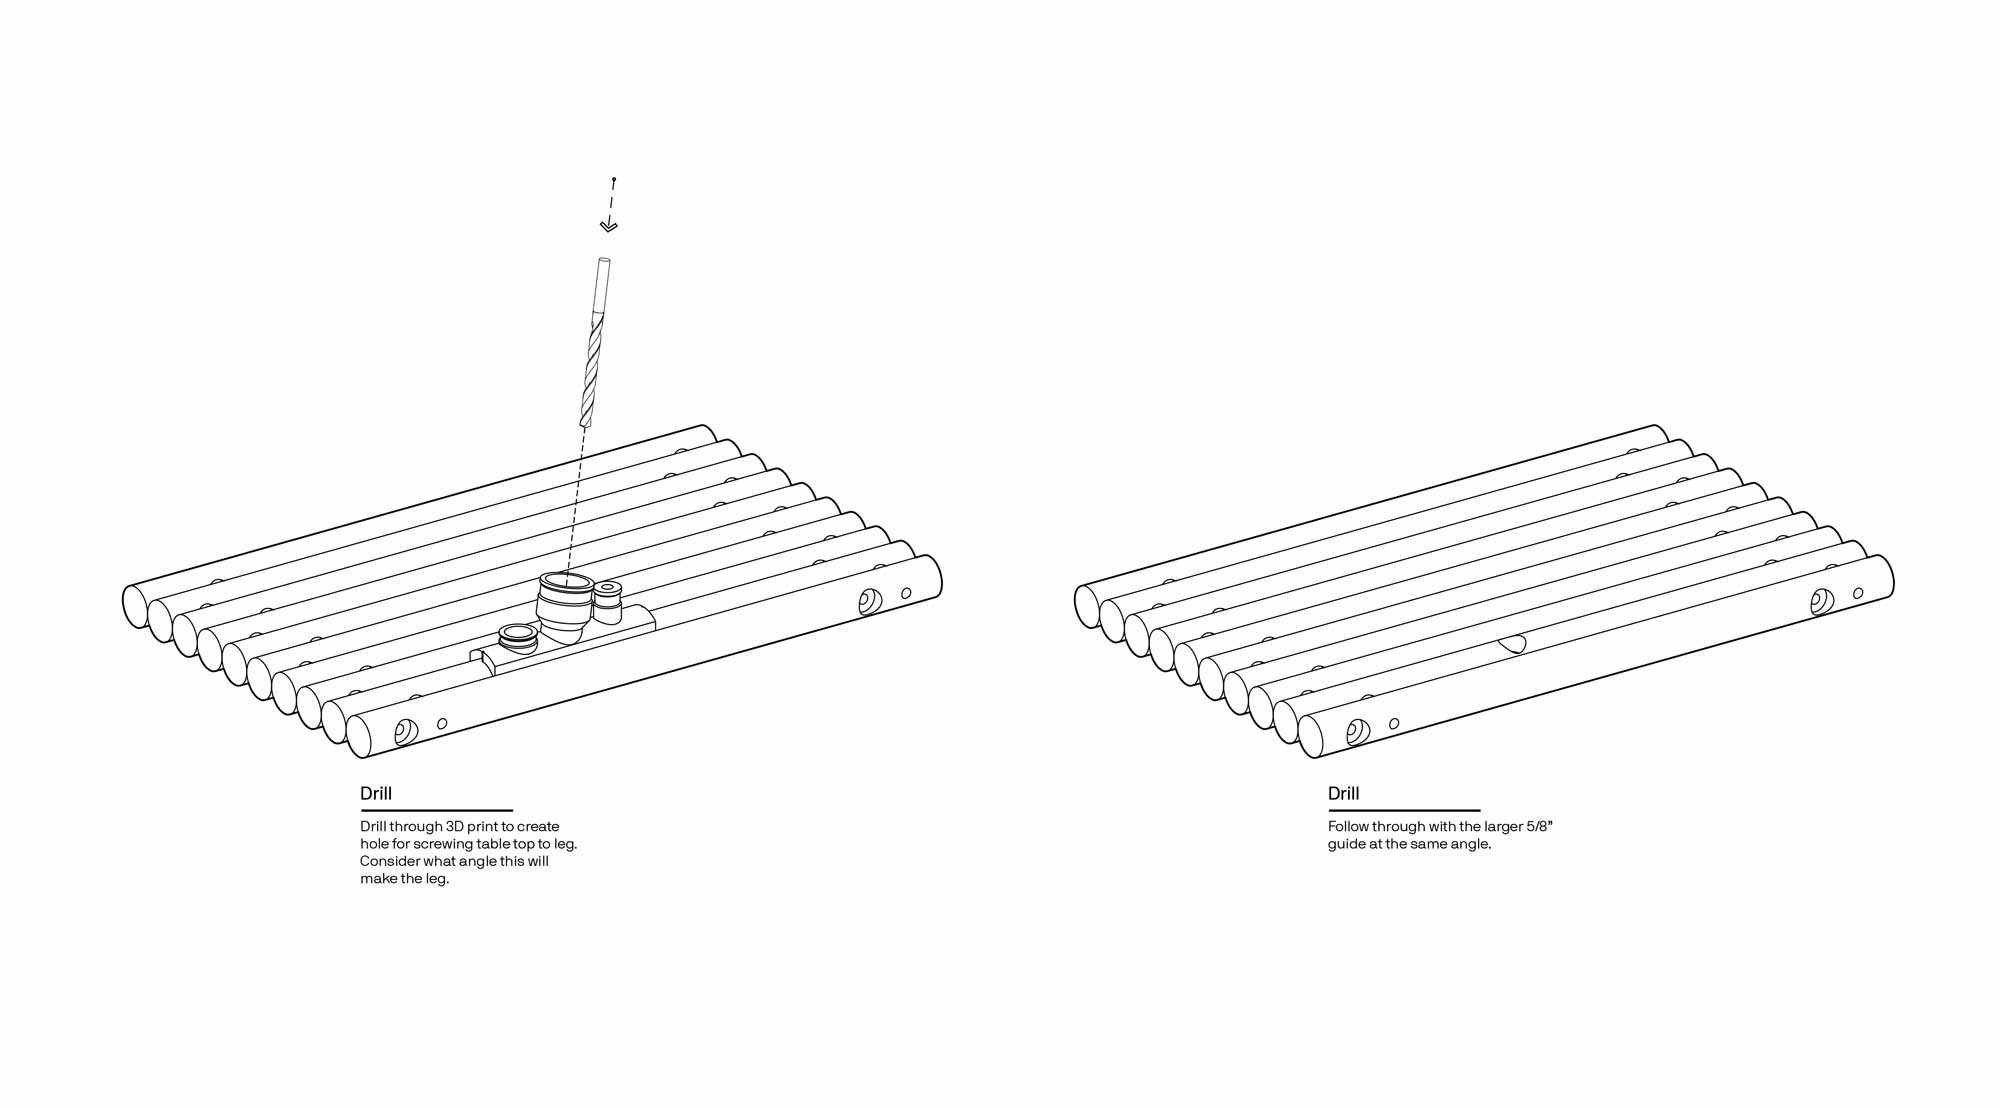 Drill
Drill through 3D print to create
hole for screwing table top to leg.
Consider what angle this will
make the leg.
Drill
Follow through with the larger 5/8”
guide at the same angle.